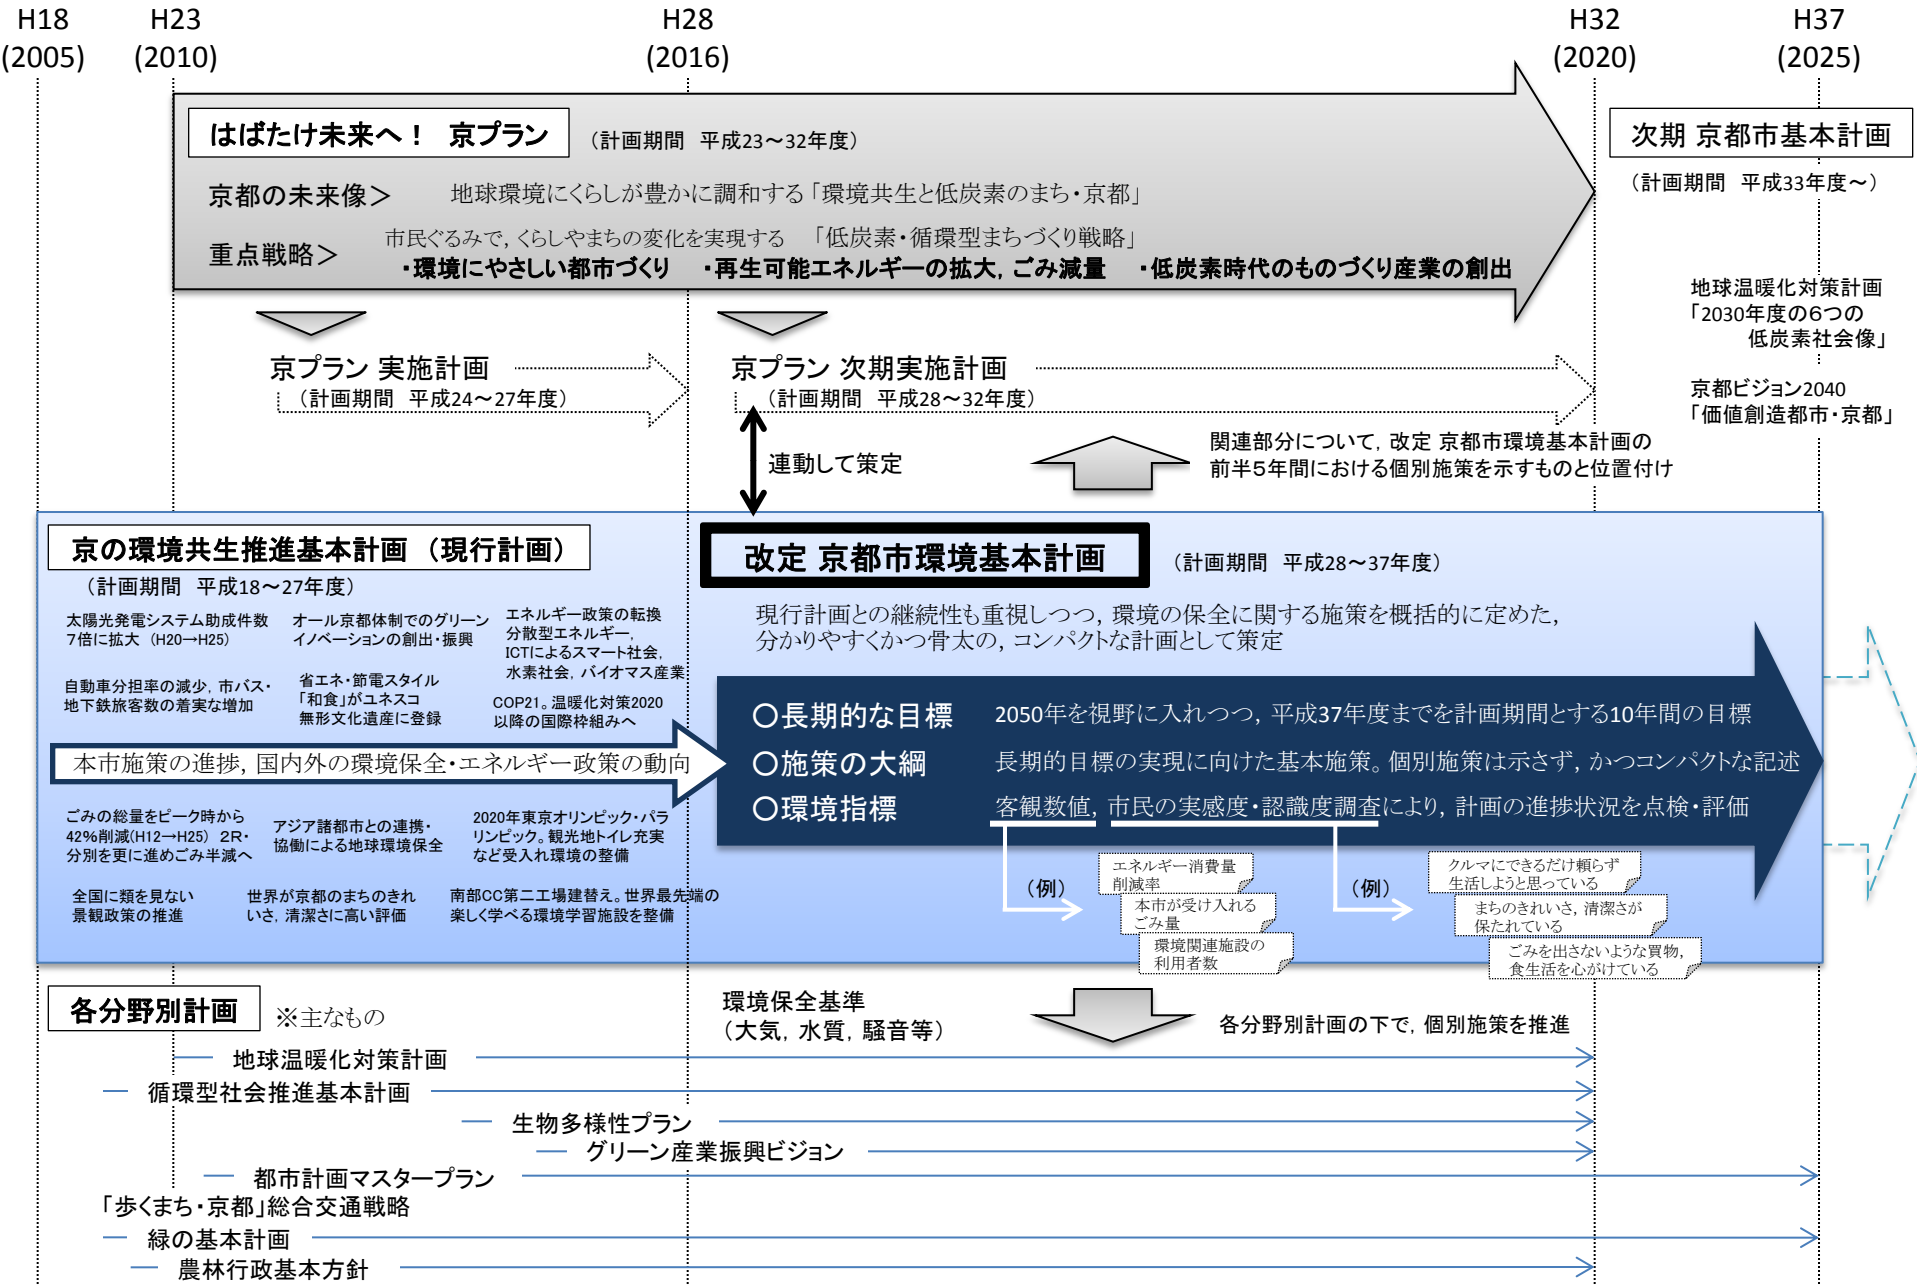 H18
(2005)
H23
(2010)
H28
(2016)
H32
(2020)
H37
(2025)
はばたけ未来へ！　京プラン
（計画期間　平成23～32年度）
京都の未来像＞
地球環境にくらしが豊かに調和する「環境共生と低炭素のまち・京都」
重点戦略＞
市民ぐるみで，くらしやまちの変化を実現する　「低炭素・循環型まちづくり戦略」
・環境にやさしい都市づくり　・再生可能エネルギーの拡大，ごみ減量　・低炭素時代のものづくり産業の創出
次期 京都市基本計画
（計画期間　平成33年度～）
地球温暖化対策計画
「2030年度の6つの
低炭素社会像」
京都ビジョン2040
「価値創造都市・京都」
京プラン 実施計画
（計画期間　平成24～27年度）
京プラン 次期実施計画
（計画期間　平成28～32年度）
連動して策定
関連部分について，改定 京都市環境基本計画の
前半5年間における個別施策を示すものと位置付け
京の環境共生推進基本計画 （現行計画）
（計画期間　平成18～27年度）
太陽光発電システム助成件数
7倍に拡大 （H20→H25）
オール京都体制でのグリーン
イノベーションの創出・振興
エネルギー政策の転換
分散型エネルギー，
ICTによるスマート社会，
水素社会，バイオマス産業
自動車分担率の減少，市バス・
地下鉄旅客数の着実な増加
省エネ・節電スタイル
「和食」がユネスコ
無形文化遺産に登録
COP21。温暖化対策2020
以降の国際枠組みへ
本市施策の進捗，国内外の環境保全・エネルギー政策の動向
ごみの総量をピーク時から
42%削減(H12→H25) 2R・
分別を更に進めごみ半減へ
アジア諸都市との連携・
協働による地球環境保全
2020年東京オリンピック・パラ
リンピック。観光地トイレ充実
など受入れ環境の整備
全国に類を見ない
景観政策の推進
世界が京都のまちのきれ
いさ，清潔さに高い評価
南部CC第二工場建替え。世界最先端の
楽しく学べる環境学習施設を整備
改定 京都市環境基本計画
（計画期間　平成28～37年度）
現行計画との継続性も重視しつつ，環境の保全に関する施策を概括的に定めた，
分かりやすくかつ骨太の，コンパクトな計画として策定
○長期的な目標
2050年を視野に入れつつ，平成37年度までを計画期間とする10年間の目標
○施策の大綱
長期的目標の実現に向けた基本施策。個別施策は示さず，かつコンパクトな記述
○環境指標
客観数値，市民の実感度・認識度調査により，計画の進捗状況を点検・評価
（例）
エネルギー消費量
削減率
本市が受け入れる
ごみ量
環境関連施設の
利用者数
（例）
クルマにできるだけ頼らず
生活しようと思っている
まちのきれいさ，清潔さが
保たれている
ごみを出さないような買物，
食生活を心がけている
各分野別計画
※主なもの
環境保全基準
（大気，水質，騒音等）
各分野別計画の下で，個別施策を推進
地球温暖化対策計画
循環型社会推進基本計画
生物多様性プラン
グリーン産業振興ビジョン
都市計画マスタープラン
「歩くまち・京都」総合交通戦略
緑の基本計画
農林行政基本方針